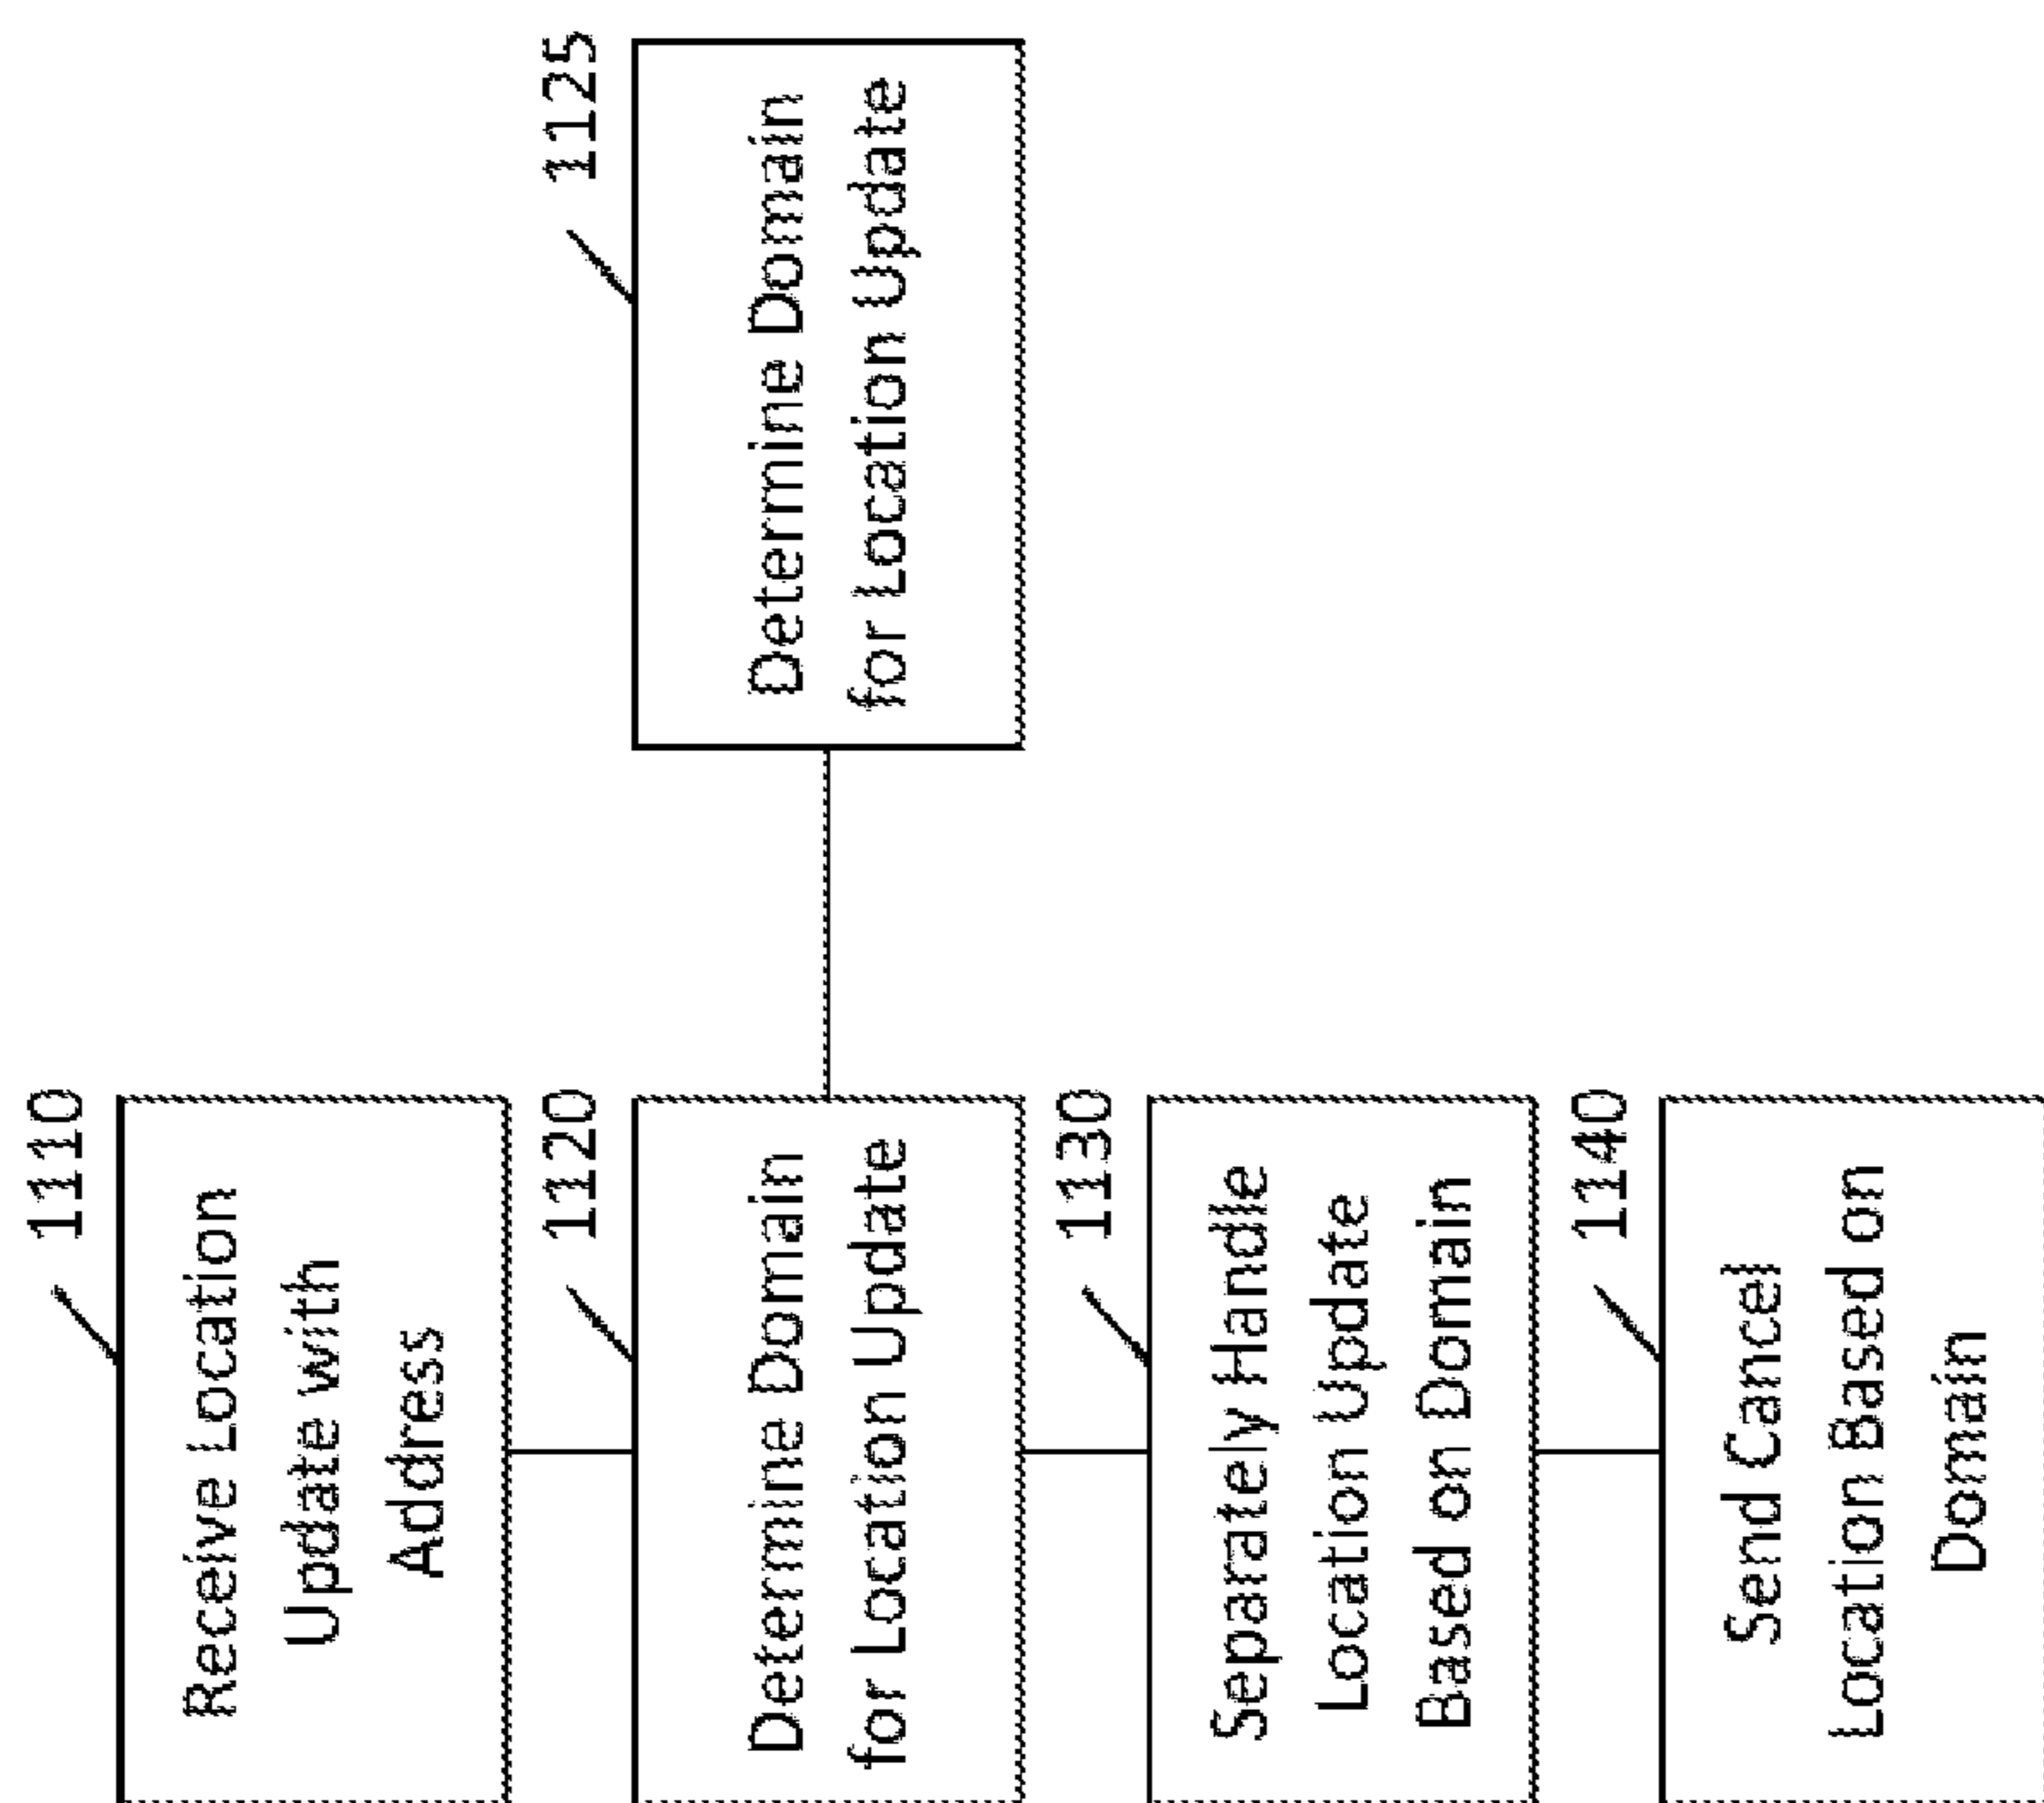 1110
Receive Location
Update with
Address
1120
Determine Domain
for Location Update
1125
Determine Domain
for Location Update
1130
Separately Handle
Location Update
Based on Domain
1140
Send Cancel
Location Based on
Domain